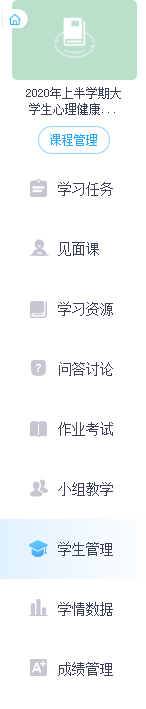 2020年上半学期大
学生心理健康...
课程管理
学习任务
见面课
学习资源
问答讨论
作业考试
小组教学
学生管理
学情数据
成绩管理